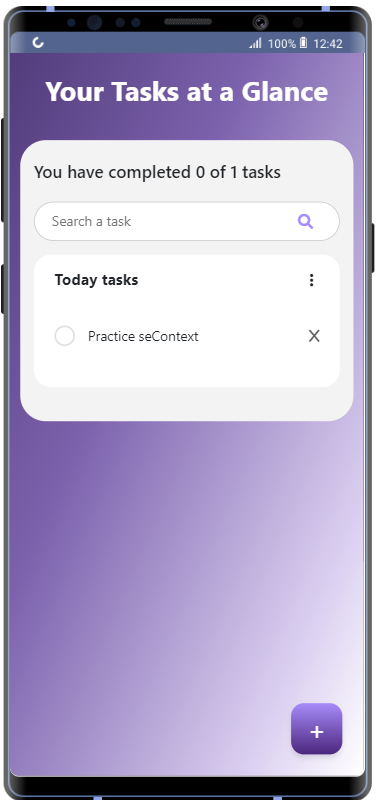 100% 12:42
Your Tasks at a Glance
You have completed 0 of 1 tasks
Search a task
Today tasks
Practice seContext
+